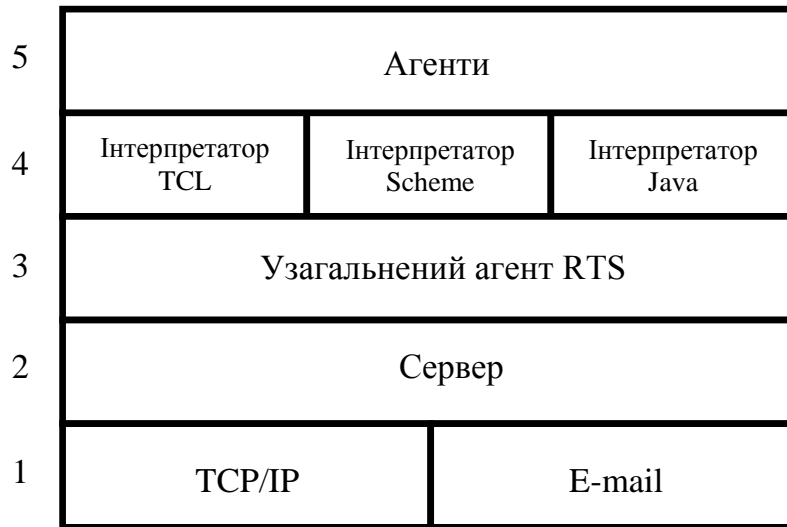 5
Агенти
4
Інтерпретатор
TCL
Інтерпретатор
Scheme
Інтерпретатор
Java
3
Узагальнений агент RTS
2
Сервер
1
TCP/IP
E-mail